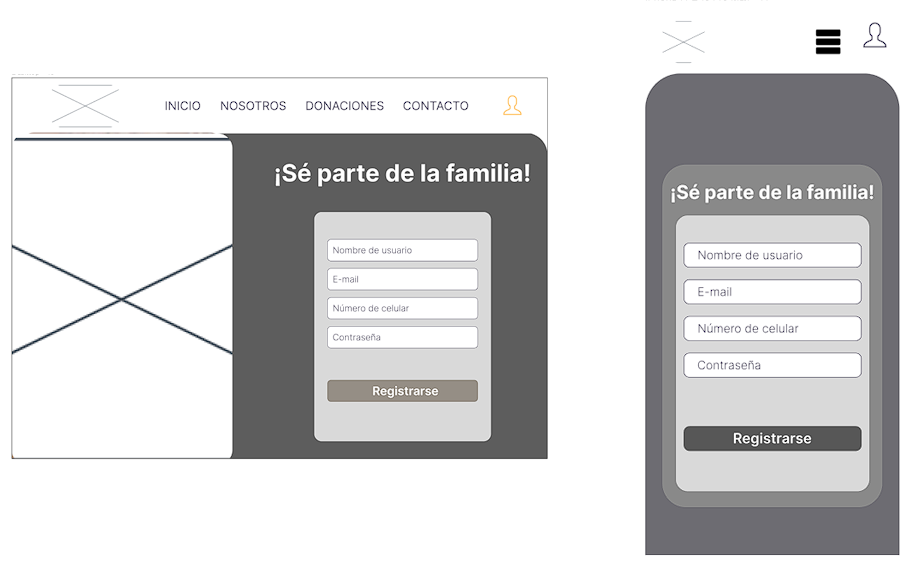 INICIO NOSOTROS DONACIONES CONTACTO
¡Sé parte de la familia!
Nombre de usuario
E-mail
Número de celular
Contraseña
Registrarse
¡Sé parte de la familia!
Nombre de usuario
E-mail
Número de celular
Contraseña
Registrarse